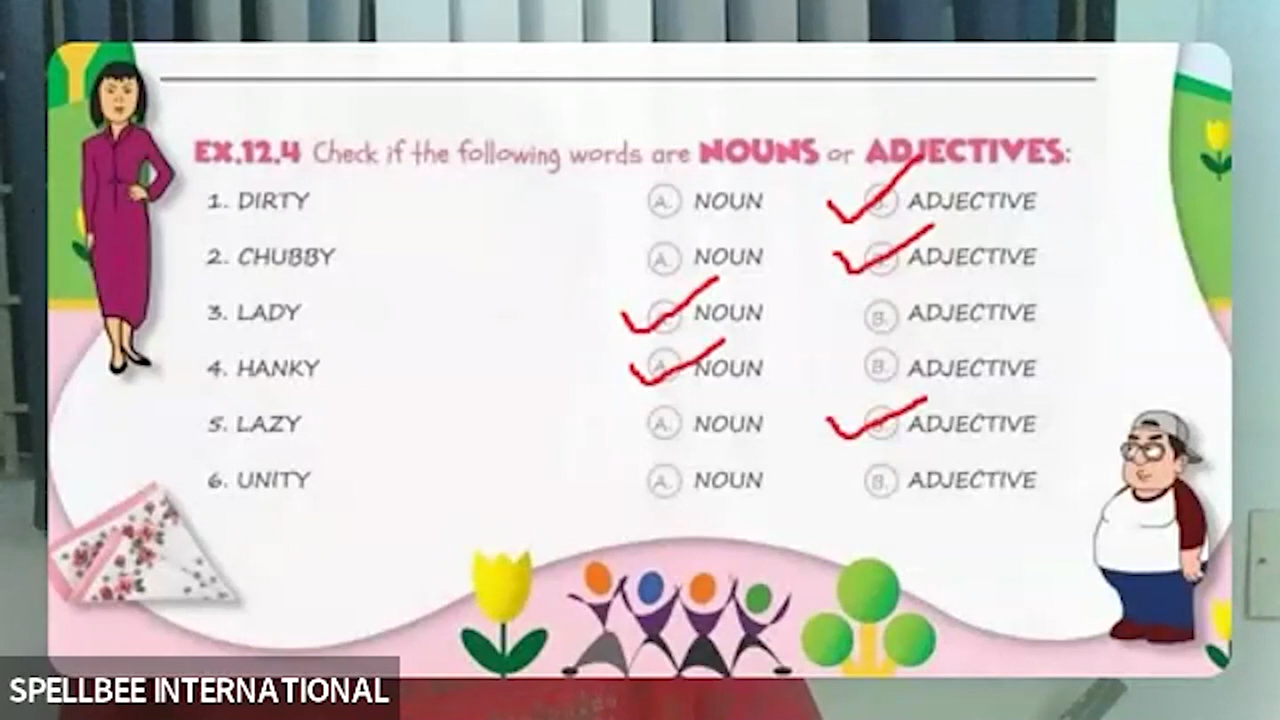 EX.12.4 Check if the following words are NOUNS or ADJECTIVES:
1. DIRTY A. NOUN ADJECTIVE
2. CHUBBY A. NOUN ADJECTIVE
3. LADY NOUN B. ADJECTIVE
4. HANKY A. NOUN B. ADJECTIVE
5. LAZY A. NOUN ADJECTIVE
6. UNITY A. NOUN B. ADJECTIVE
SPELLBEE INTERNATIONAL